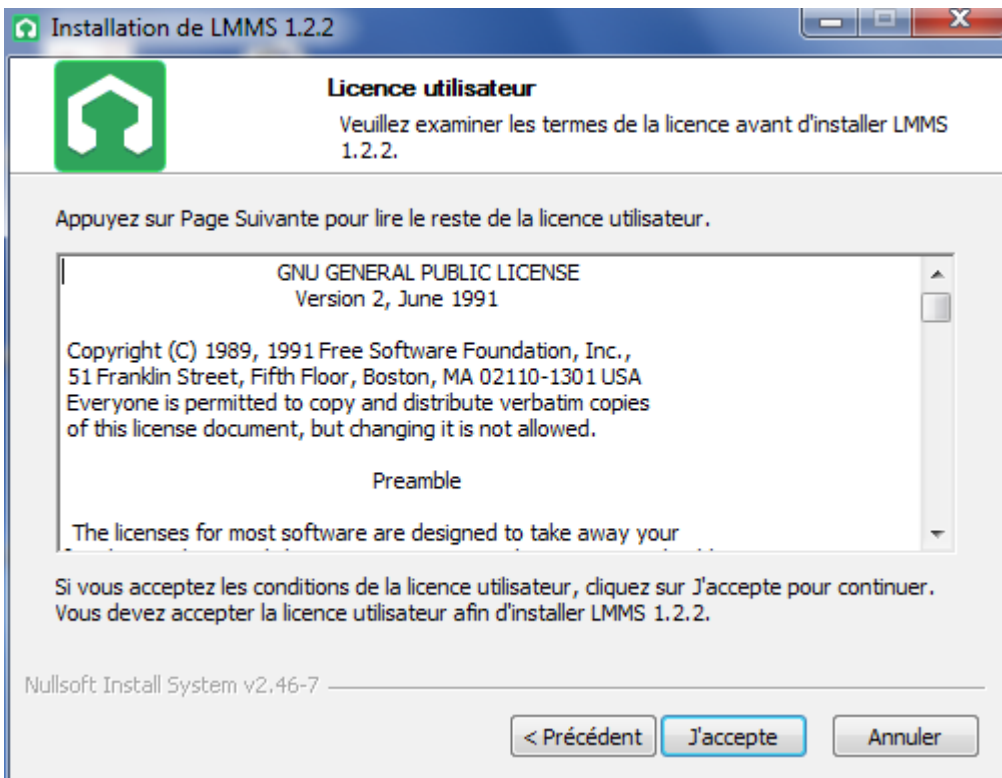 Installation de LMMS 1.2.2
Licence utilisateur
Veuillez examiner les termes de la licence avant d'installer LMMS
1.2.2.
Appuyez sur Page Suivante pour lire le reste de la licence utilisateur.
GNU GENERAL PUBLIC LICENSE
Version 2, June 1991
Copyright (C) 1989, 1991 Free Software Foundation, Inc.,
51 Franklin Street, Fifth Floor, Boston, MA 02110-1301 USA
Everyone is permitted to copy and distribute verbatim copies
of this license document, but changing it is not allowed.
Preamble
The licenses for most software are designed to take away your
Si vous acceptez les conditions de la licence utilisateur, cliquez sur J'accepte pour continuer.
Vous devez accepter la licence utilisateur afin d'installer LMMS 1.2.2.
Nullsoft Install System v2.46-7
< Précédent
J'accepte
Annuler